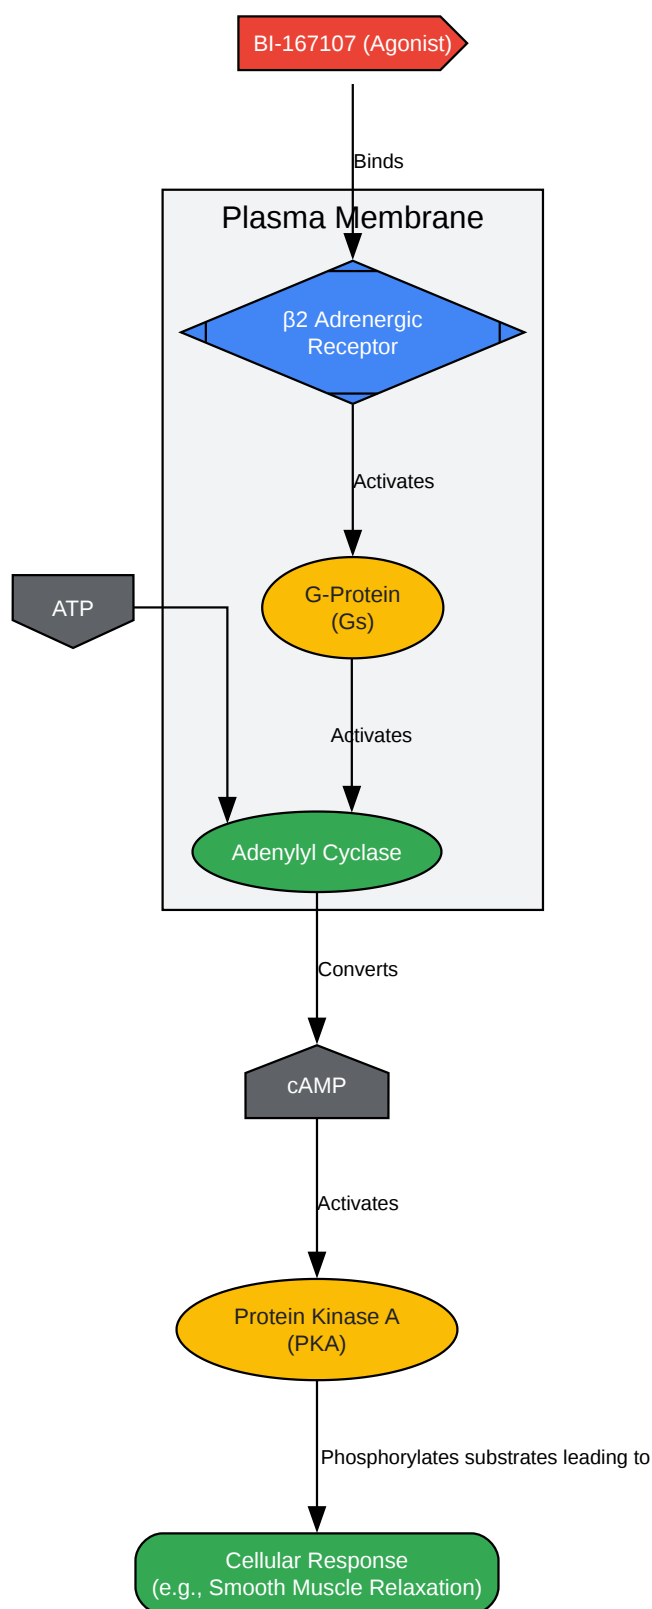 BI-167107 (Agonist)
Binds
Plasma Membrane
β2 Adrenergic
Receptor
Activates
G-Protein
(Gs)
ATP
Activates
Adenylyl Cyclase
Converts
cAMP
Activates
Protein Kinase A
(PKA)
Phosphorylates substrates leading to
Cellular Response
(e.g., Smooth Muscle Relaxation)